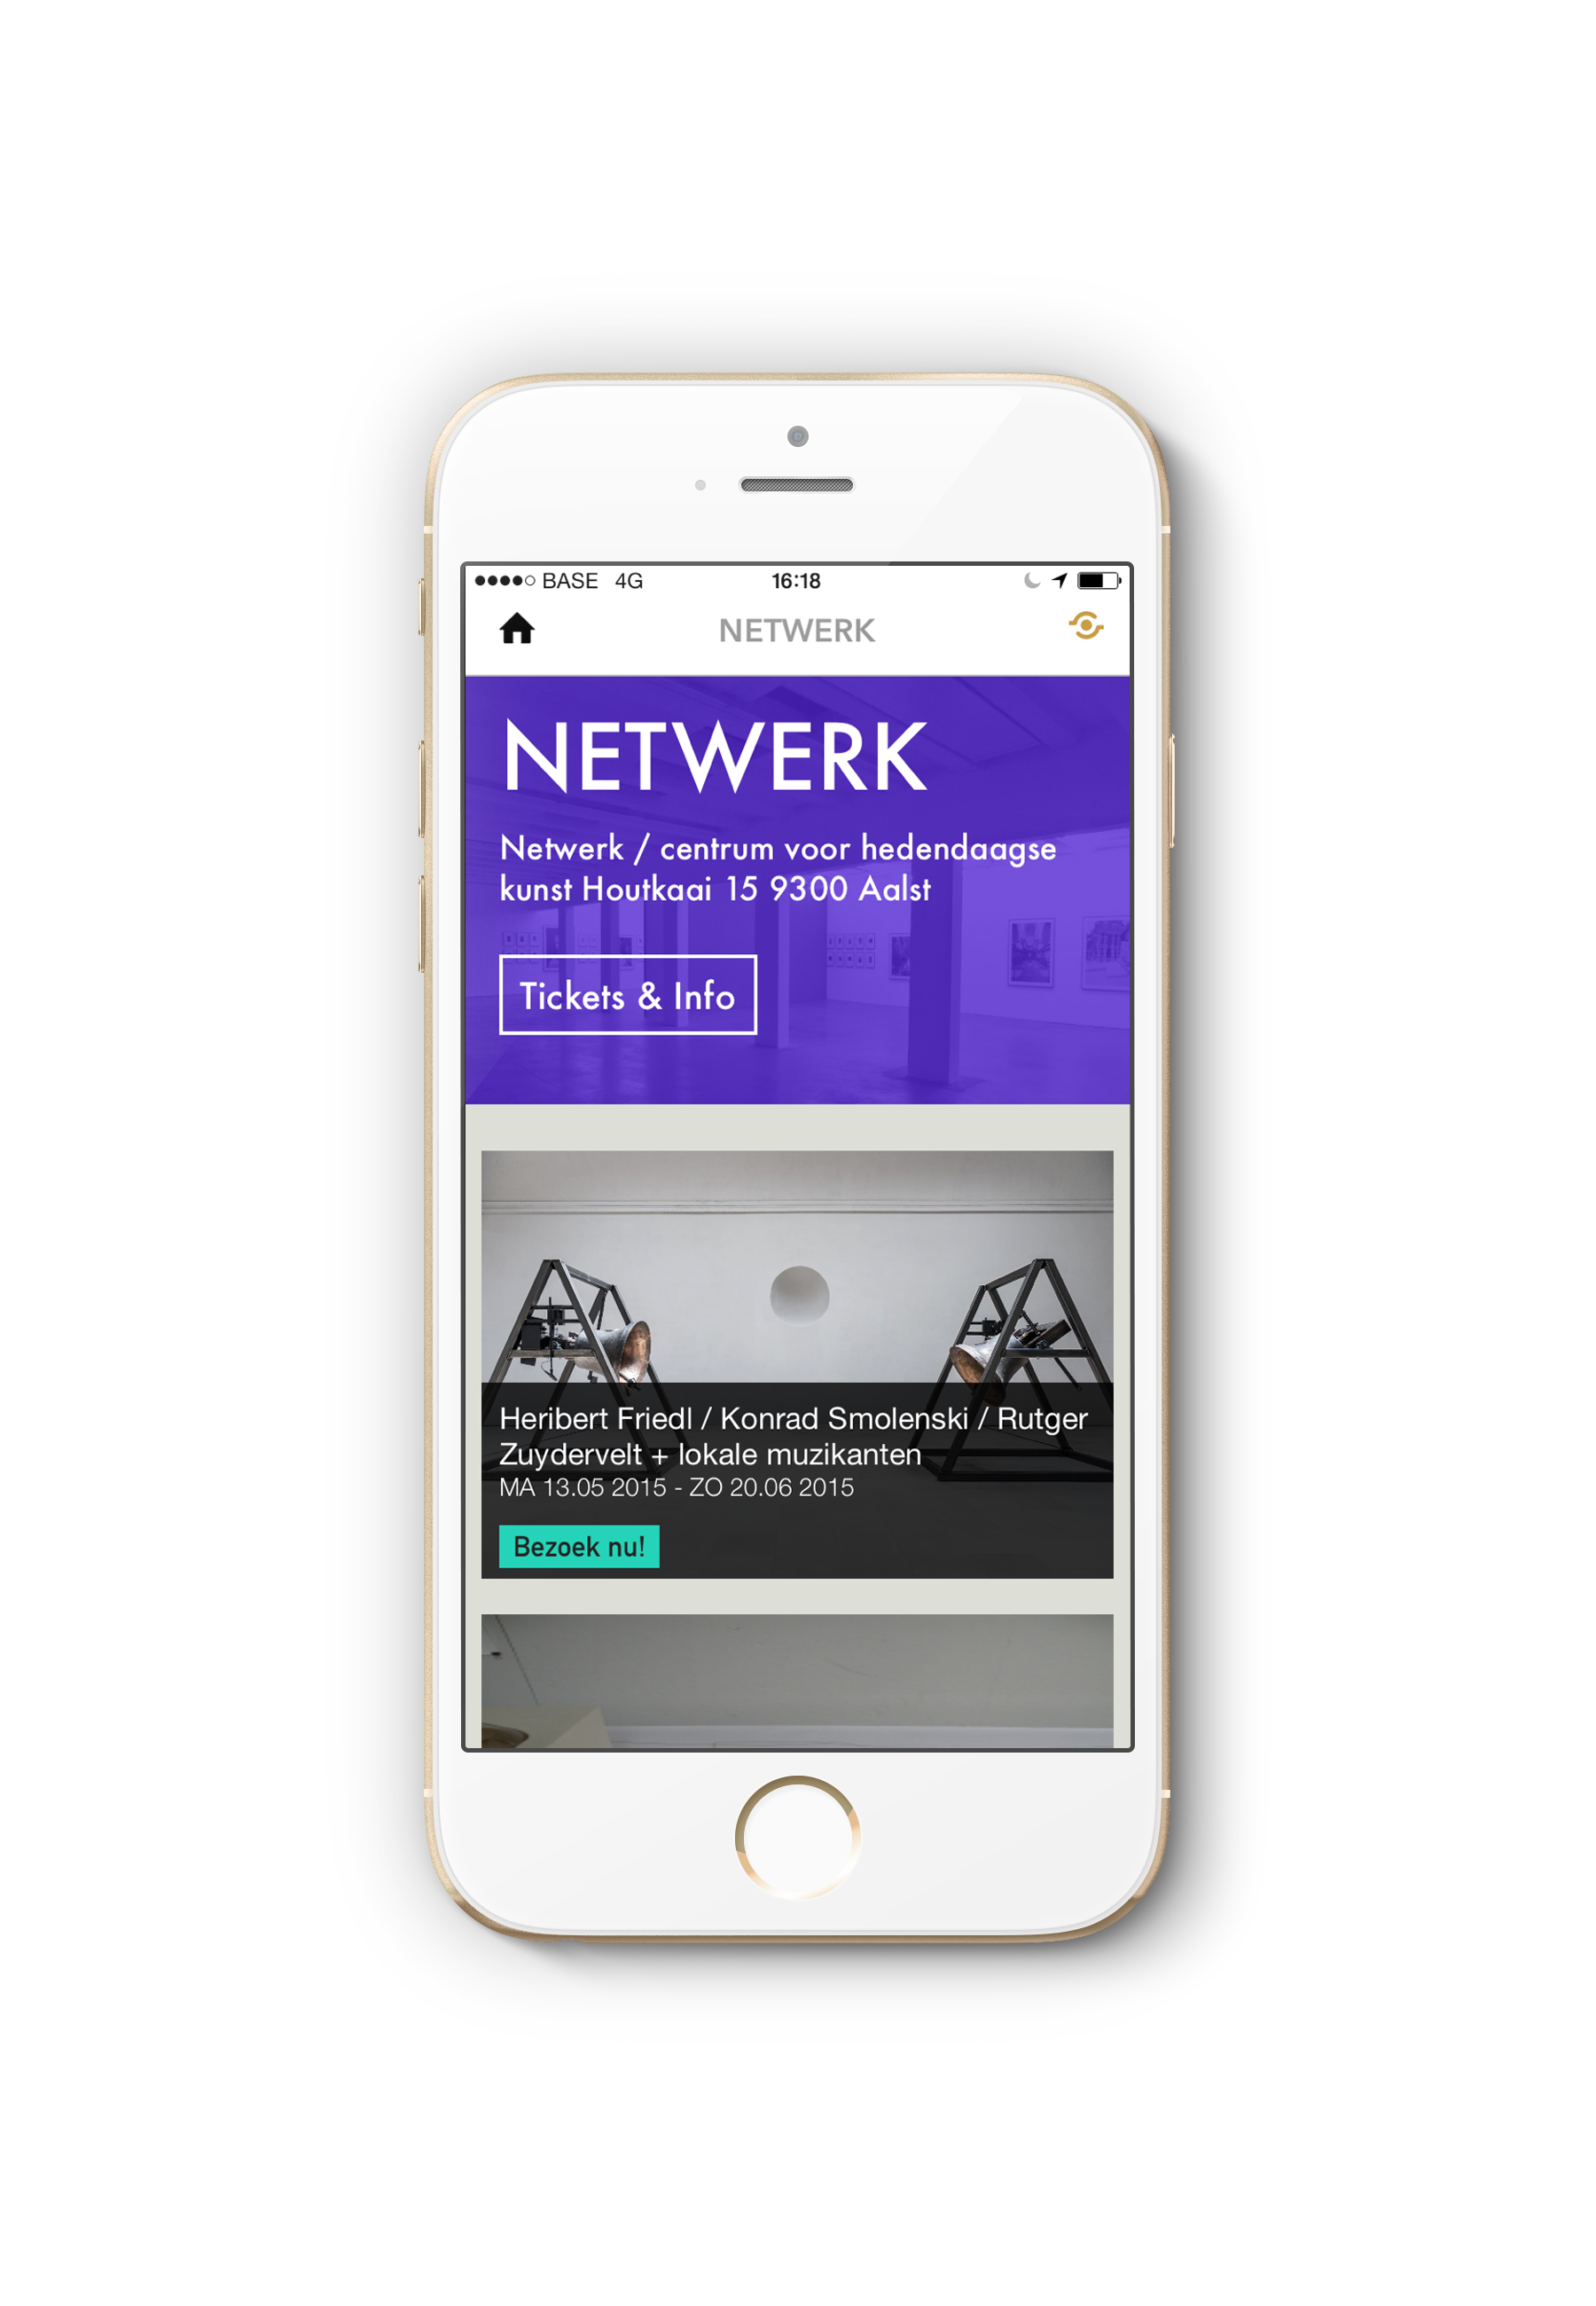 BASE 4G 16:18
NETWERK
NETWERK
Netwerk / centrum voor hedendaagse
kunst Houtkaai 15 9300 Aalst
Tickets & Info
Heribert Friedl / Konrad Smolenski / Rutger
Zuydervelt + lokale muzikanten
MA 13.05 2015 - ZO 20.06 2015
Bezoek nu!